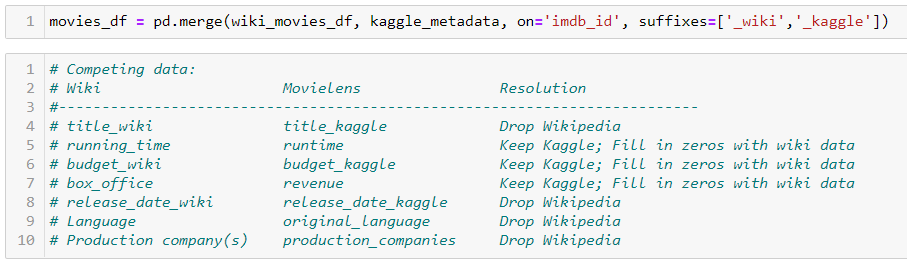 1 movies_df = pd.merge(wiki_movies_df, kaggle_metadata, on='imdb_id', suffixes=['_wiki','_kaggle'])
1 # Competing data:
2 # Wiki                     Movielens                Resolution
3 #--------------------------------------------------------------------------
4 # title_wiki               title_kaggle             Drop Wikipedia
5 # running_time             runtime                  Keep Kaggle; Fill in zeros with wiki data
6 # budget_wiki              budget_kaggle            Keep Kaggle; Fill in zeros with wiki data
7 # box_office               revenue                  Keep Kaggle; Fill in zeros with wiki data
8 # release_date_wiki        release_date_kaggle      Drop Wikipedia
9 # Language                 original_language        Drop Wikipedia
10 # Production company(s)    production_companies     Drop Wikipedia